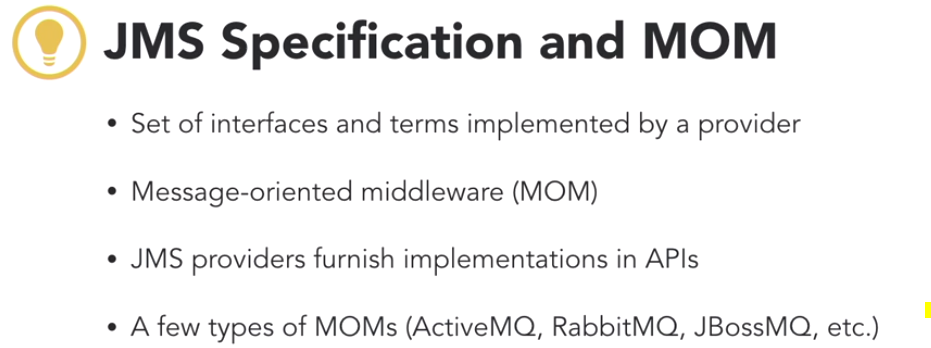 JMS Specification and MOM
• Set of interfaces and terms implemented by a provider
• Message-oriented middleware (MOM)
• JMS providers furnish implementations in APIs
• A few types of MOMs (ActiveMQ, RabbitMQ, JBossMQ, etc.)